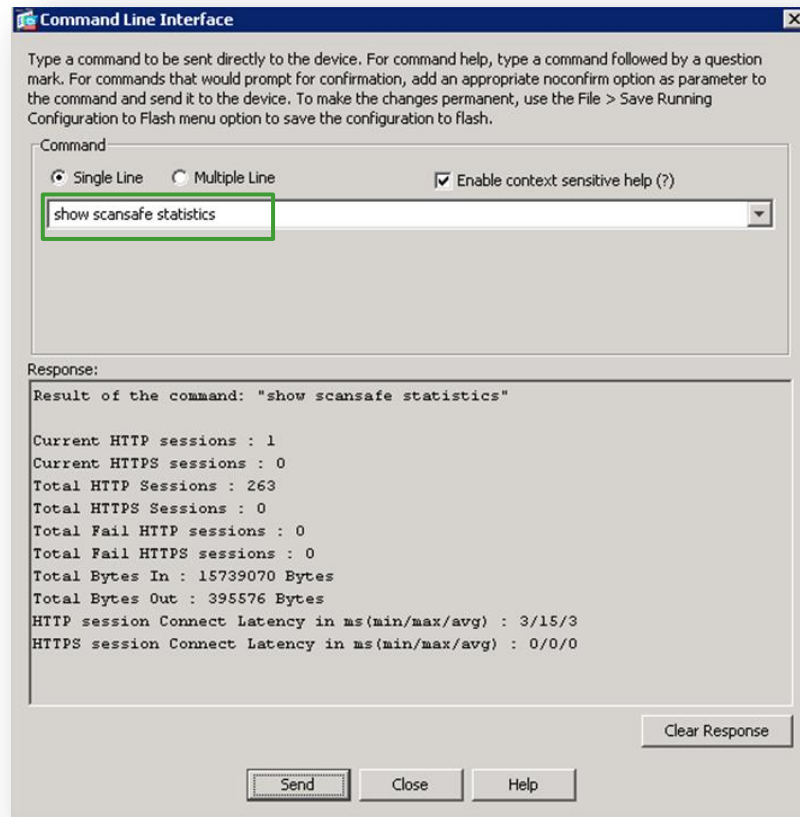 Command Line Interface
Type a command to be sent directly to the device. For command help, type a command followed by a question
mark. For commands that would prompt for confirmation, add an appropriate noconfirm option as parameter to
the command and send it to the device. To make the changes permanent, use the File > Save Running
Configuration to Flash menu option to save the configuration to flash.
Command
Single Line Multiple Line Enable context sensitive help (?)
show scansafe statistics
Response:
Result of the command: "show scansafe statistics"
Current HTTP sessions : 1
Current HTTPS sessions : 0
Total HTTP Sessions : 263
Total HTTPS Sessions : 0
Total Fail HTTP sessions : 0
Total Fail HTTPS sessions : 0
Total Bytes In : 15739070 Bytes
Total Bytes Out : 395576 Bytes
HTTP session Connect Latency in ms(min/max/avg) : 3/15/3
HTTPS session Connect Latency in ms(min/max/avg) : 0/0/0
Clear Response
Send Close Help